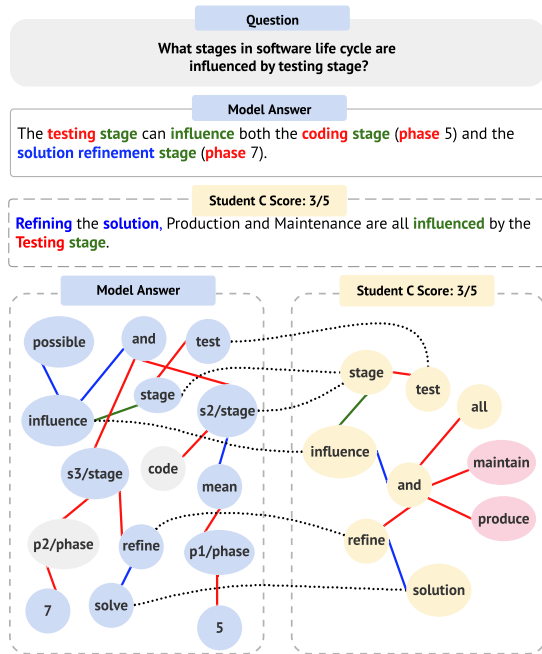 Question
What stages in software life cycle are
influenced by testing stage?
Model Answer
The testing stage can influence both the coding stage (phase 5) and the
solution refinement stage (phase 7).
Student C Score: 3/5
Refining the solution, Production and Maintenance are all influenced by the
Testing stage.
Model Answer
possible
and
test
stage
influence
s2/stage
s3/stage
code
mean
p2/phase
refine
p1/phase
7
solve
5
Student C Score: 3/5
stage
test
all
influence
maintain
and
produce
refine
solution